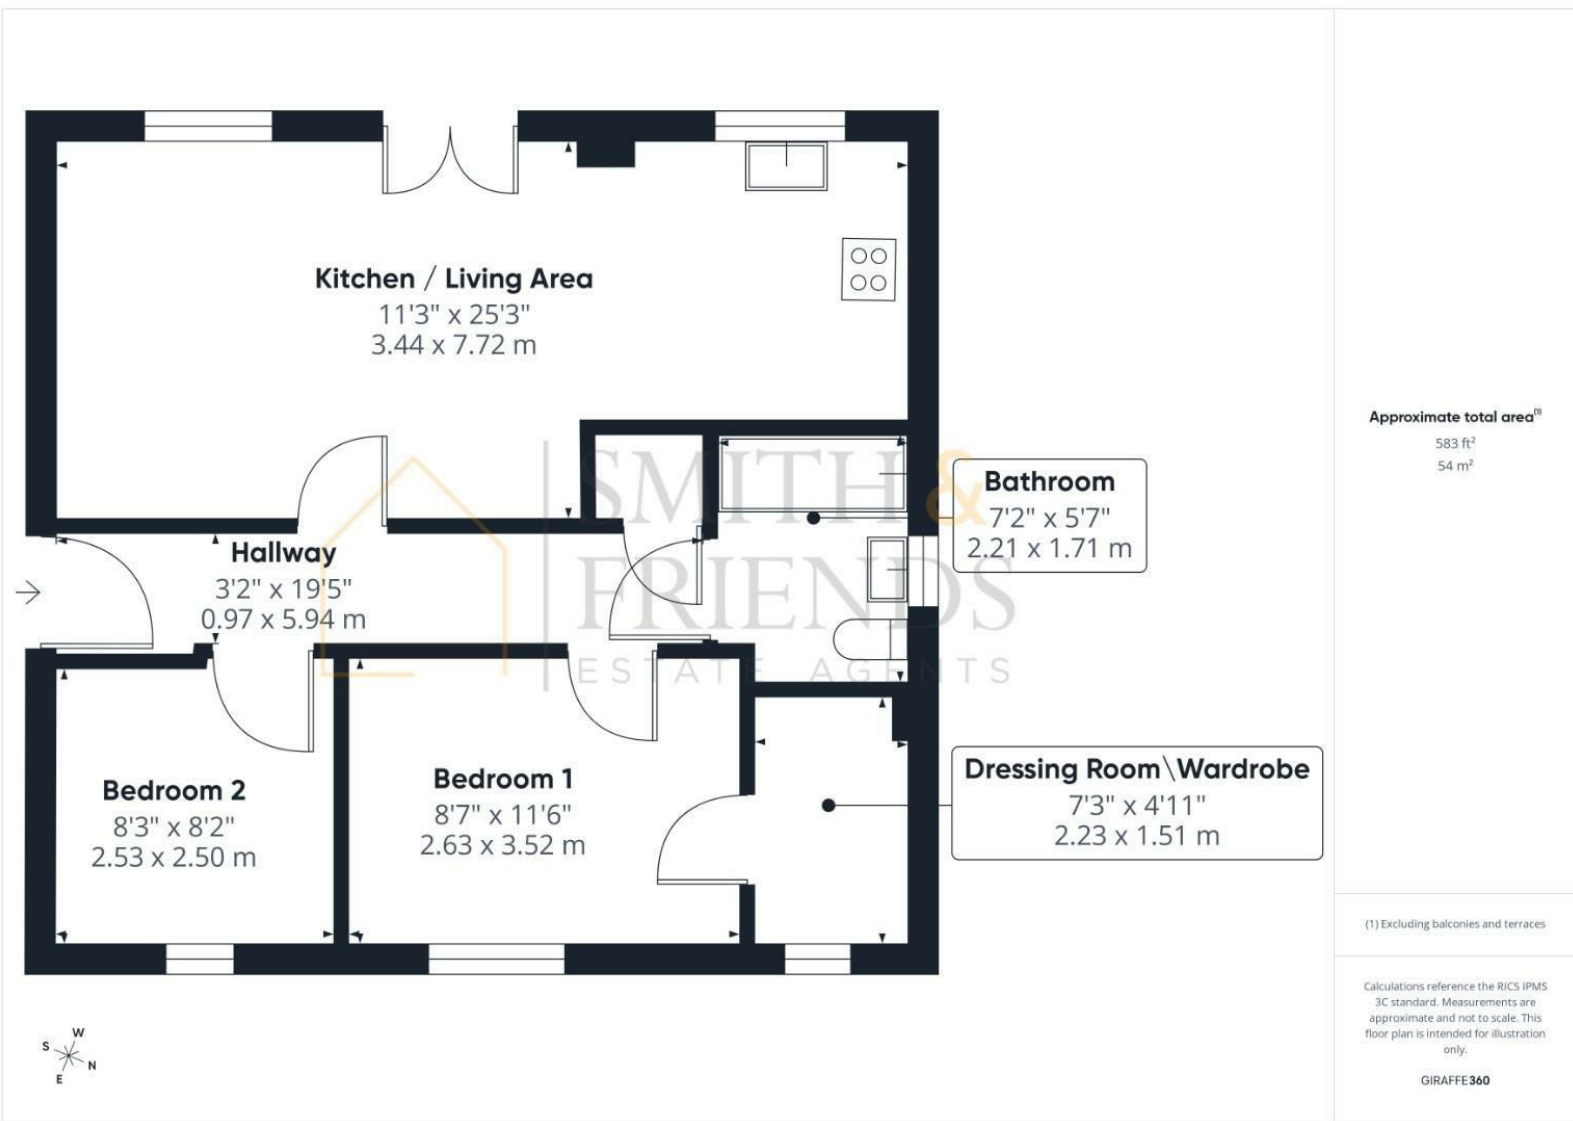 Kitchen / Living Area
11'3" x 25'3"
3.44 x 7.72 m
SMITH &
FRIENDS
ESTATE AGENTS
Hallway
3'2" x 19'5"
0.97 x 5.94 m
Bathroom
7'2" x 5'7"
2.21 x 1.71 m
Bedroom 2
8'3" x 8'2"
2.53 x 2.50 m
Bedroom 1
8'7" x 11'6"
2.63 x 3.52 m
Dressing Room\Wardrobe
7'3" x 4'11"
2.23 x 1.51 m
W
S
N
E
Approximate total area(1)
583 ft²
54 m²
(1) Excluding balconies and terraces
Calculations reference the RICS IPMS
3C standard. Measurements are
approximate and not to scale. This
floor plan is intended for illustration
only.
GIRAFFE360